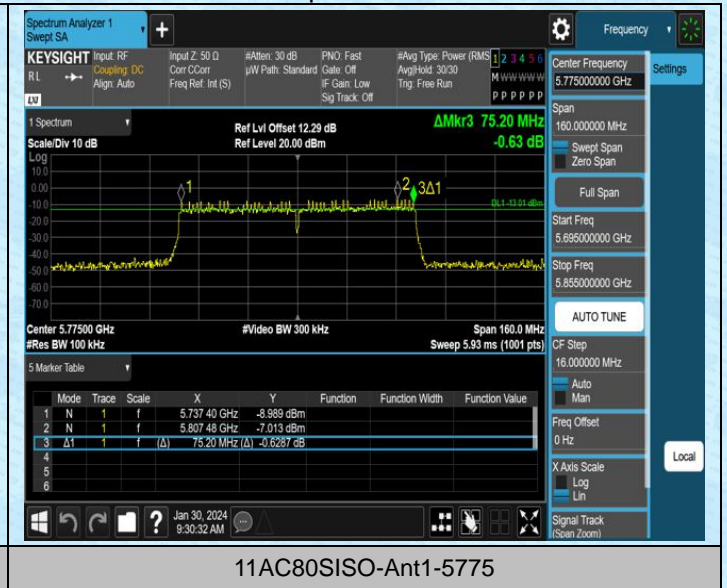 Spectrum Analyzer 1
Swept SA
+
Frequency
KEYSIGHT
Input: RF
Input Z: 50 Ω
#Atten: 30 dB
PNO: Fast
#Avg Type: Power (RMS
1 2 3 4 5 6
RL
Coupling: DC
Corr CCorr
µW Path: Standard
Gate: Off
Avg|Hold: 30/30
M W W W W W
Align: Auto
Freq Ref: Int (S)
IF Gain: Low
Trig: Free Run
Sig Track: Off
P P P P P P
LXI
1 Spectrum
Scale/Div 10 dB
Ref Lvl Offset 12.29 dB
Ref Level 20.00 dBm
ΔMkr3 75.20 MHz
-0.63 dB
Log
10.0
0.00
-10.0
-20.0
-30.0
-40.0
-50.0
-60.0
-70.0
1
2
3Δ1
DL1 -13.01 dBm
Center 5.77500 GHz
#Video BW 300 kHz
Span 160.0 MHz
#Res BW 100 kHz
Sweep 5.93 ms (1001 pts)
5 Marker Table
Mode Trace Scale X Y Function Function Width Function Value
1 N 1 f 5.737 40 GHz -8.989 dBm
2 N 1 f 5.807 48 GHz -7.013 dBm
3 Δ1 1 f (Δ) 75.20 MHz (Δ) -0.6287 dB
4
5
6
?
Jan 30, 2024
9:30:32 AM
Center Frequency
5.775000000 GHz
Span
160.000000 MHz
Swept Span
Zero Span
Full Span
Start Freq
5.695000000 GHz
Stop Freq
5.855000000 GHz
AUTO TUNE
CF Step
16.000000 MHz
Auto
Man
Freq Offset
0 Hz
X Axis Scale
Log
Lin
Signal Track
(Span Zoom)
Settings
Local
11AC80SISO-Ant1-5775